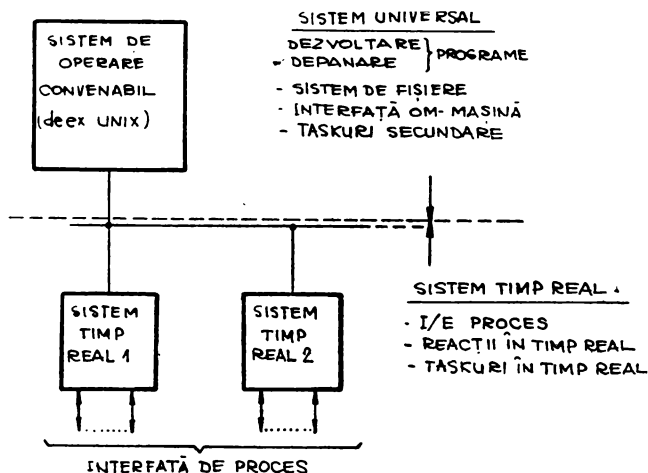 SISTEM DE
OPERARE
CONVENABIL
(de ex UNIX)
SISTEM UNIVERSAL
DEZVOLTARE
- DEPANARE
PROGRAME
- SISTEM DE FIȘIERE
- INTERFAȚĂ OM-MAȘINĂ
- TASKURI SECUNDARE
SISTEM
TIMP
REAL 1
SISTEM
TIMP
REAL 2
SISTEM TIMP REAL.
- I/E PROCES
- REACȚII ÎN TIMP REAL
- TASKURI ÎN TIMP REAL
INTERFAȚĂ DE PROCES